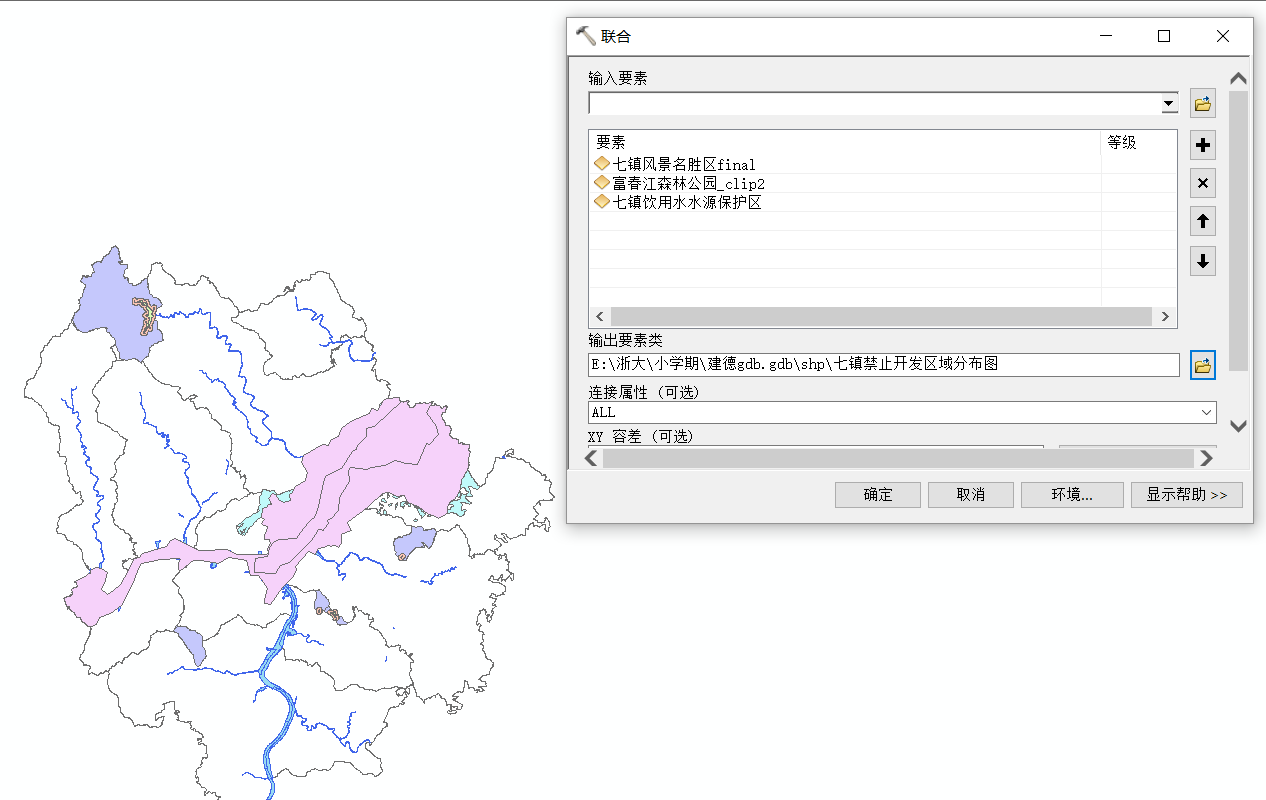 联合
输入要素
要素 等级
七镇风景名胜区final
富春江森林公园_clip2
七镇饮用水水源保护区
输出要素类
E:\浙大\小学期\建德gdb.gdb\shp\七镇禁止开发区域分布图
连接属性 (可选)
ALL
XY 容差 (可选)
确定 取消 环境... 显示帮助 >>